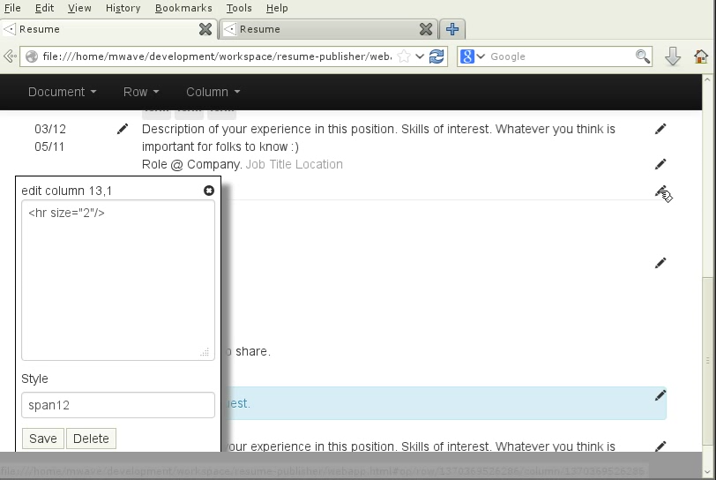 File Edit View History Bookmarks Tools Help
Resume Resume
file:///home/mwave/development/workspace/resume-publisher/web. Google
Document Row Column
03/12 Description of your experience in this position. Skills of interest. Whatever you think is
05/11 important for folks to know :)
Role @ Company. Job Title Location
edit column 13,1
<hr size="2"/>
o share.
Style
span12
uest.
Save Delete
your experience in this position. Skills of interest. Whatever you think is